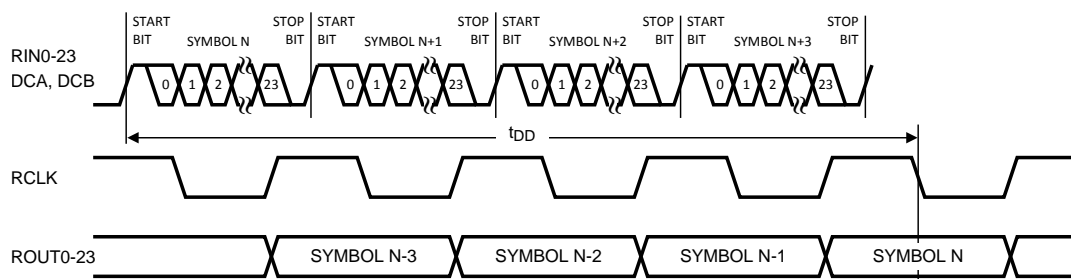 START BIT SYMBOL N STOP BIT START BIT SYMBOL N+1 STOP BIT START BIT SYMBOL N+2 STOP BIT START BIT SYMBOL N+3 STOP BIT
RIN0-23
DCA, DCB
0 1 2 23 0 1 2 23 0 1 2 23 0 1 2 23
tDD
RCLK
ROUT0-23 SYMBOL N-3 SYMBOL N-2 SYMBOL N-1 SYMBOL N